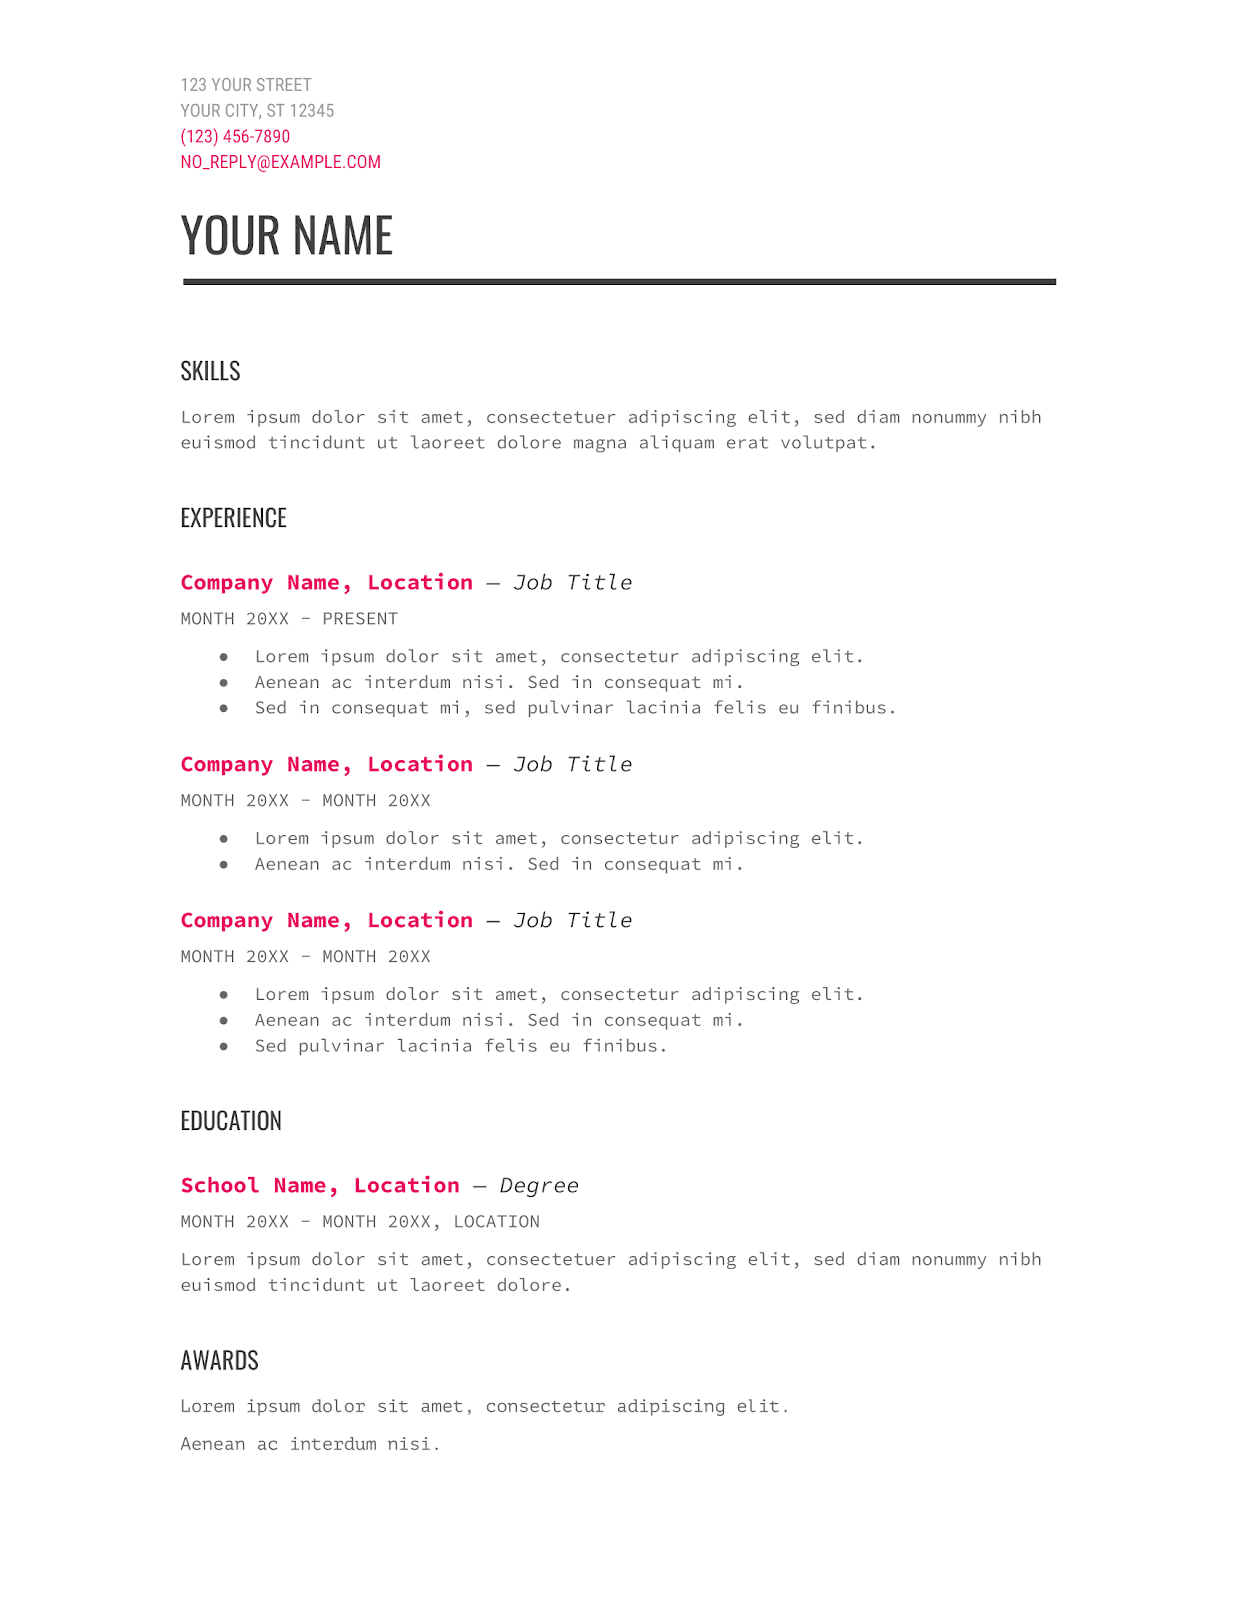 123 YOUR STREET
YOUR CITY, ST 12345
(123) 456-7890
NO_REPLY@EXAMPLE.COM
YOUR NAME
SKILLS
Lorem ipsum dolor sit amet, consectetuer adipiscing elit, sed diam nonummy nibh
euismod tincidunt ut laoreet dolore magna aliquam erat volutpat.
EXPERIENCE
Company Name, Location — Job Title
MONTH 20XX - PRESENT
● Lorem ipsum dolor sit amet, consectetur adipiscing elit.
● Aenean ac interdum nisi. Sed in consequat mi.
● Sed in consequat mi, sed pulvinar lacinia felis eu finibus.
Company Name, Location — Job Title
MONTH 20XX - MONTH 20XX
● Lorem ipsum dolor sit amet, consectetur adipiscing elit.
● Aenean ac interdum nisi. Sed in consequat mi.
Company Name, Location — Job Title
MONTH 20XX - MONTH 20XX
● Lorem ipsum dolor sit amet, consectetur adipiscing elit.
● Aenean ac interdum nisi. Sed in consequat mi.
● Sed pulvinar lacinia felis eu finibus.
EDUCATION
School Name, Location — Degree
MONTH 20XX - MONTH 20XX, LOCATION
Lorem ipsum dolor sit amet, consectetuer adipiscing elit, sed diam nonummy nibh
euismod tincidunt ut laoreet dolore.
AWARDS
Lorem ipsum dolor sit amet, consectetur adipiscing elit.
Aenean ac interdum nisi.